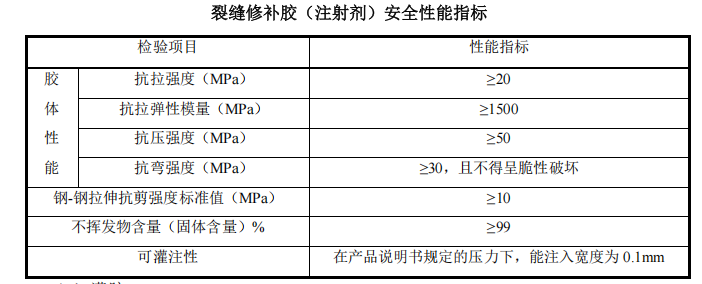 裂缝修补胶（注射剂）安全性能指标
检验项目 性能指标
胶体性能 抗拉强度（MPa） ≥20
抗拉弹性模量（MPa） ≥1500
抗压强度（MPa） ≥50
抗弯强度（MPa） ≥30，且不得呈脆性破坏
钢-钢拉伸抗剪强度标准值（MPa） ≥10
不挥发物含量（固体含量）% ≥99
可灌注性 在产品说明书规定的压力下，能注入宽度为 0.1mm